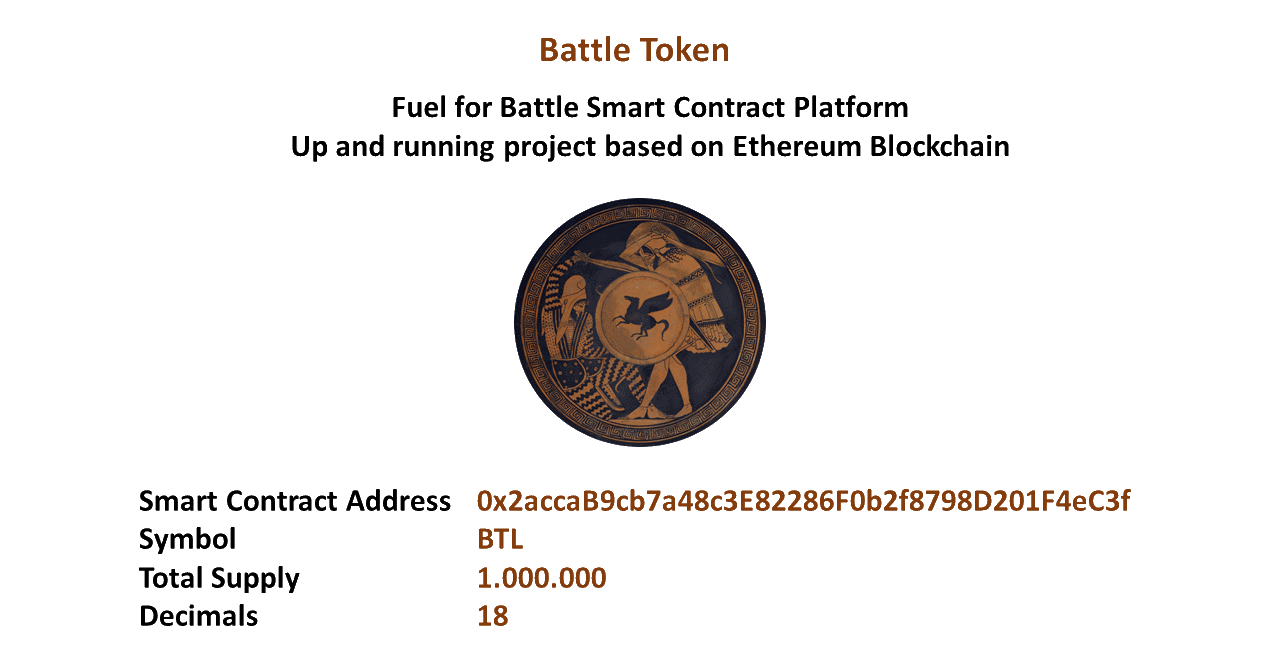 Battle Token
Fuel for Battle Smart Contract Platform
Up and running project based on Ethereum Blockchain
Smart Contract Address 0x2accaB9cb7a48c3E82286F0b2f8798D201F4eC3f
Symbol BTL
Total Supply 1.000.000
Decimals 18